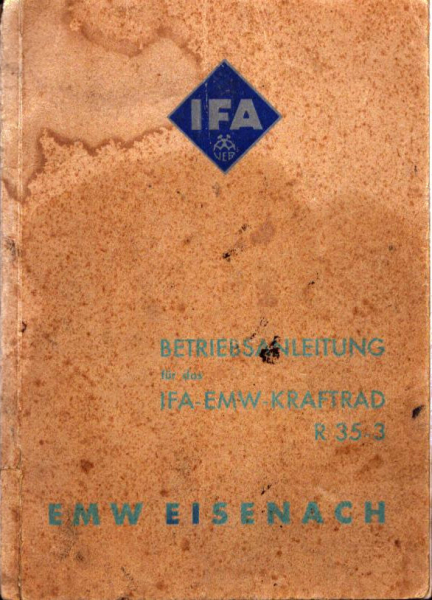 IFA
VEB
BETRIEBSANLEITUNG
für das
IFA-EMW-KRAFTRAD
R 35-3
EMW EISENACH